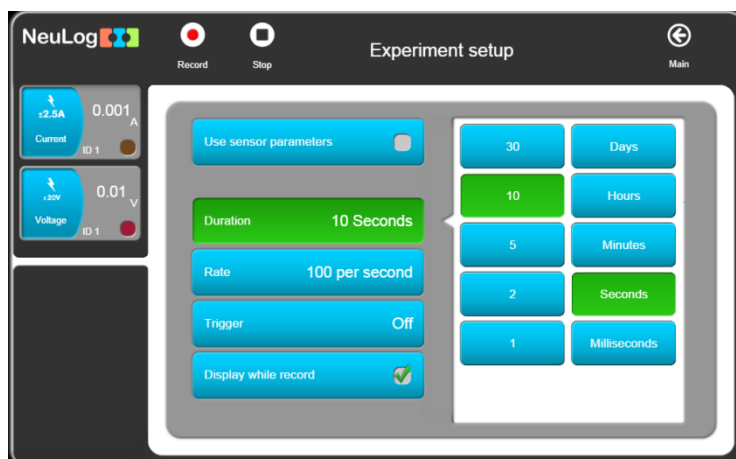 NeuLog
Record
Stop
Experiment setup
Main
±2.5A
0.001
A
Current
ID 1
±20V
0.01
V
Voltage
ID 1
Use sensor parameters
Duration 10 Seconds
Rate 100 per second
Trigger Off
Display while record
30 Days
10 Hours
5 Minutes
2 Seconds
1 Milliseconds